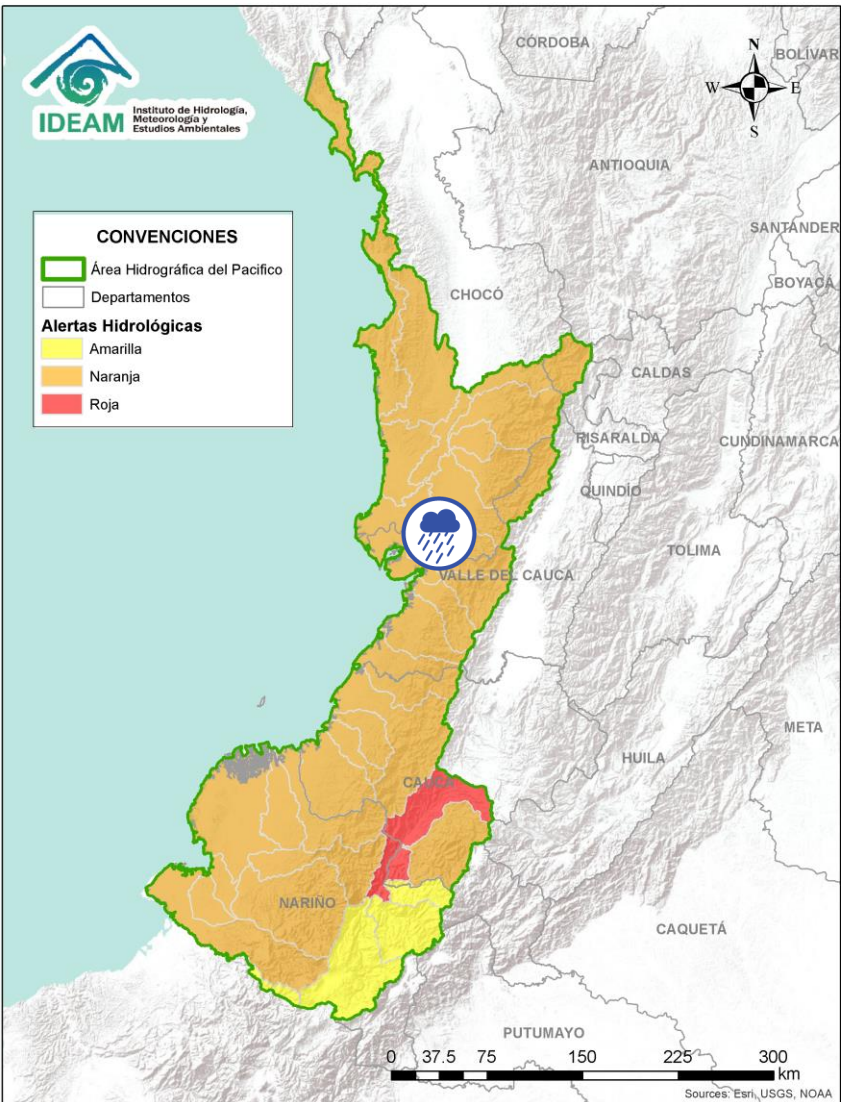 IDEAM
Instituto de Hidrología,
Meteorología y
Estudios Ambientales
N
W
E
S
CÓRDOBA
BOLIVAR
ANTIOQUIA
SANTANDER
BOYACÁ
CHOCÓ
CALDAS
RISARALDA
CUNDINAMARCA
QUINDÍO
TOLIMA
VALLE DEL CAUCA
META
HUILA
CAUCA
NARIÑO
CAQUETÁ
PUTUMAYO
CONVENCIONES
Área Hidrográfica del Pacifico
Departamentos
Alertas Hidrológicas
Amarilla
Naranja
Roja
0 37.5 75 150 225 300
km
Sources: Esri, USGS, NOAA